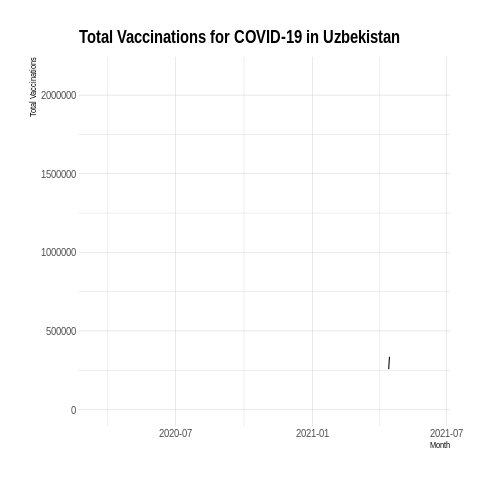 Total Vaccinations for COVID-19 in Uzbekistan
Total Vaccinations
2000000
1500000
1000000
500000
0
2020-07
2021-01
2021-07
Month